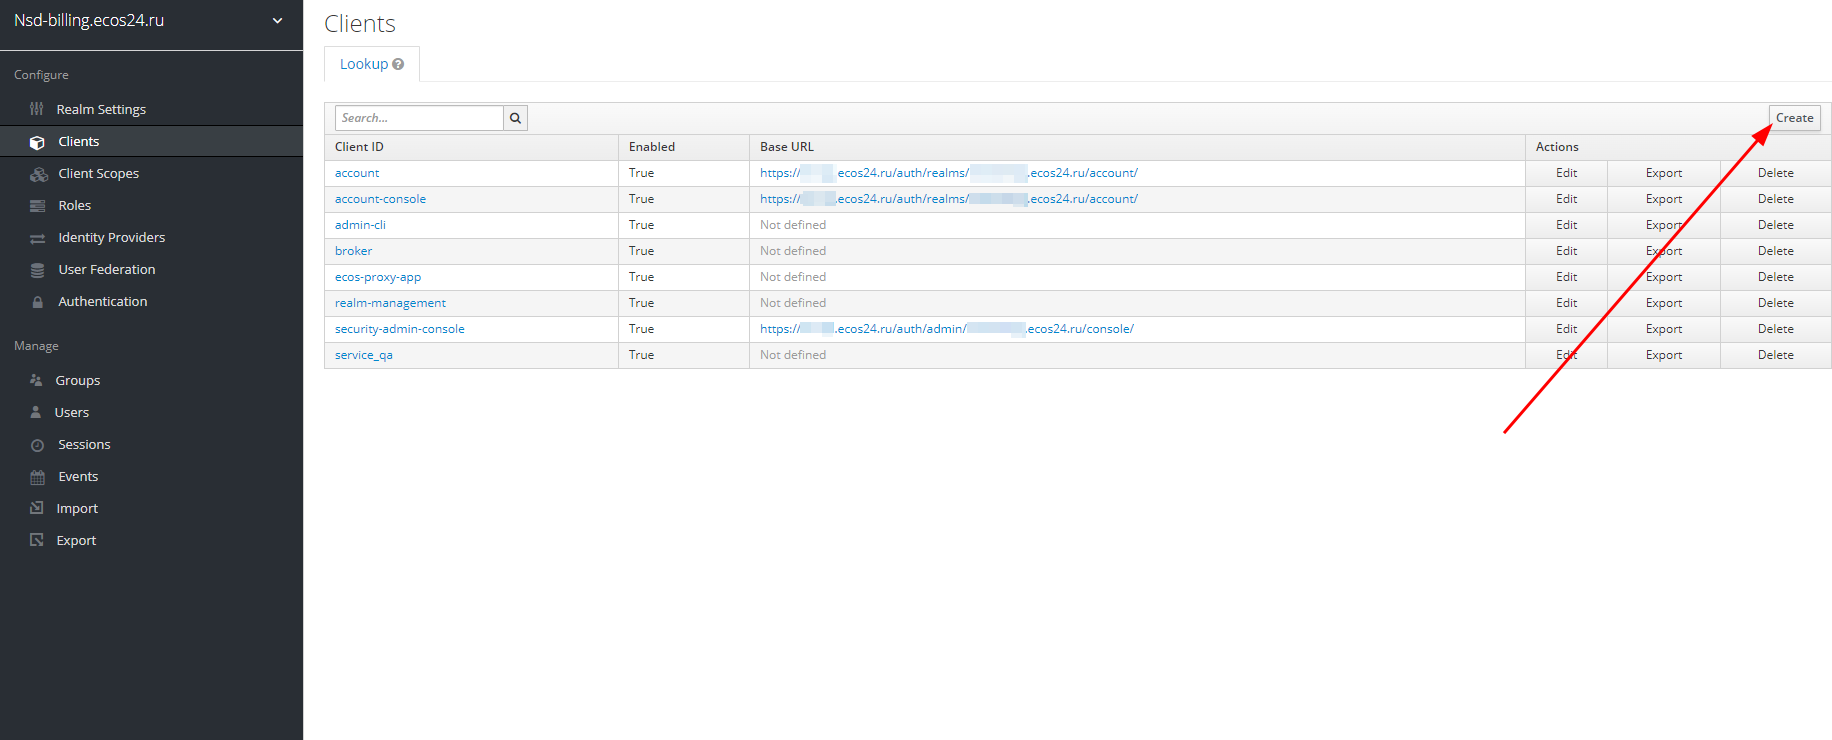 Nsd-billing.ecos24.ru
Configure
Realm Settings
Clients
Client Scopes
Roles
Identity Providers
User Federation
Authentication
Manage
Groups
Users
Sessions
Events
Import
Export
Clients
Lookup
Search...
Create
Client ID Enabled Base URL Actions
account True https:// .ecos24.ru/auth/realms/ .ecos24.ru/account/ Edit Export Delete
account-console True https:// .ecos24.ru/auth/realms/ .ecos24.ru/account/ Edit Export Delete
admin-cli True Not defined Edit Export Delete
broker True Not defined Edit Export Delete
ecos-proxy-app True Not defined Edit Export Delete
realm-management True Not defined Edit Export Delete
security-admin-console True https:// .ecos24.ru/auth/admin/ .ecos24.ru/console/ Edit Export Delete
service_qa True Not defined Edit Export Delete